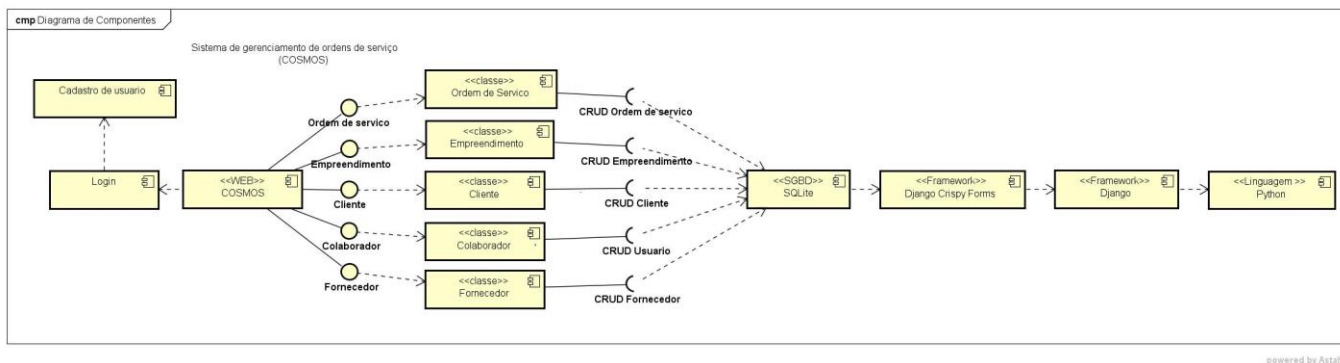 cmp Diagrama de Componentes
Sistema de gerenciamento de ordens de serviço
(COSMOS)
Cadastro de usuario
Login
<<WEB>>
COSMOS
Ordem de servico
Empreendimento
Cliente
Colaborador
Fornecedor
<<classe>>
Ordem de Servico
<<classe>>
Empreendimento
<<classe>>
Cliente
<<classe>>
Colaborador
<<classe>>
Fornecedor
CRUD Ordem de servico
CRUD Empreendimento
CRUD Cliente
CRUD Usuario
CRUD Fornecedor
<<SGBD>>
SQLite
<<Framework>>
Django Crispy Forms
<<Framework>>
Django
<<Linguagem >>
Python
powered by Astah